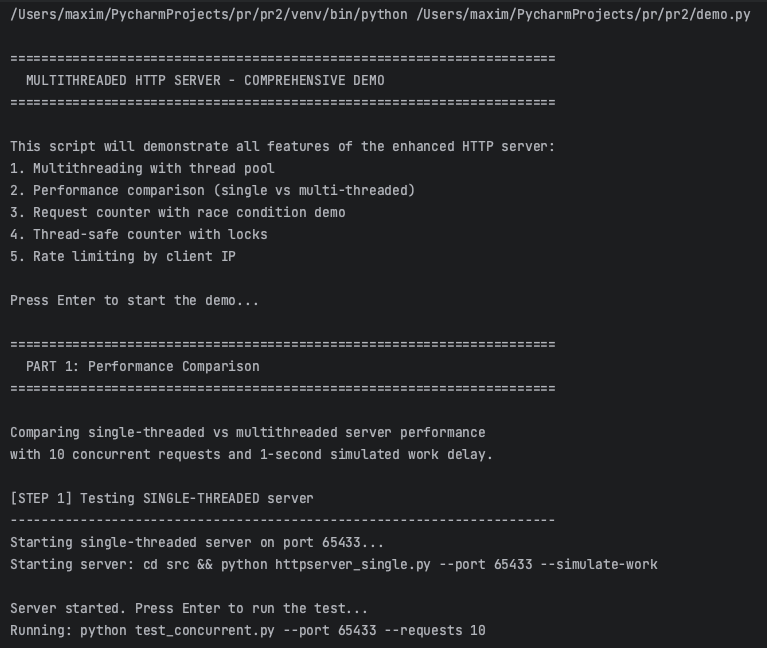 /Users/maxim/PycharmProjects/pr/pr2/venv/bin/python /Users/maxim/PycharmProjects/pr/pr2/demo.py
======================================================================
  MULTITHREADED HTTP SERVER - COMPREHENSIVE DEMO
======================================================================
This script will demonstrate all features of the enhanced HTTP server:
1. Multithreading with thread pool
2. Performance comparison (single vs multi-threaded)
3. Request counter with race condition demo
4. Thread-safe counter with locks
5. Rate limiting by client IP
Press Enter to start the demo...
======================================================================
  PART 1: Performance Comparison
======================================================================
Comparing single-threaded vs multithreaded server performance
with 10 concurrent requests and 1-second simulated work delay.
[STEP 1] Testing SINGLE-THREADED server
----------------------------------------------------------------------
Starting single-threaded server on port 65433...
Starting server: cd src && python httpserver_single.py --port 65433 --simulate-work
Server started. Press Enter to run the test...
Running: python test_concurrent.py --port 65433 --requests 10